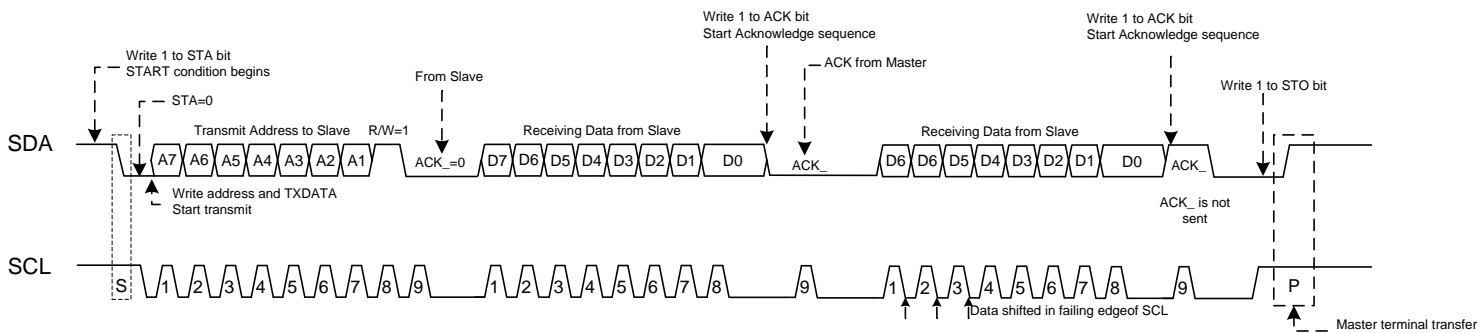 Write 1 to STA bit
START condition begins
STA=0
From Slave
Write 1 to ACK bit
Start Acknowledge sequence
ACK from Master
Write 1 to ACK bit
Start Acknowledge sequence
Write 1 to STO bit
Transmit Address to Slave
R/W=1
Receiving Data from Slave
Receiving Data from Slave
SDA
A7 A6 A5 A4 A3 A2 A1
ACK_=0
D7 D6 D5 D4 D3 D2 D1 D0
ACK_
D6 D6 D5 D4 D3 D2 D1 D0
ACK_
Write address and TXDATA
Start transmit
ACK_ is not
sent
SCL
S
1 2 3 4 5 6 7 8 9
1 2 3 4 5 6 7 8
9
1 2 3 4 5 6 7 8
9
P
Data shifted in failing edgeof SCL
Master terminal transfer